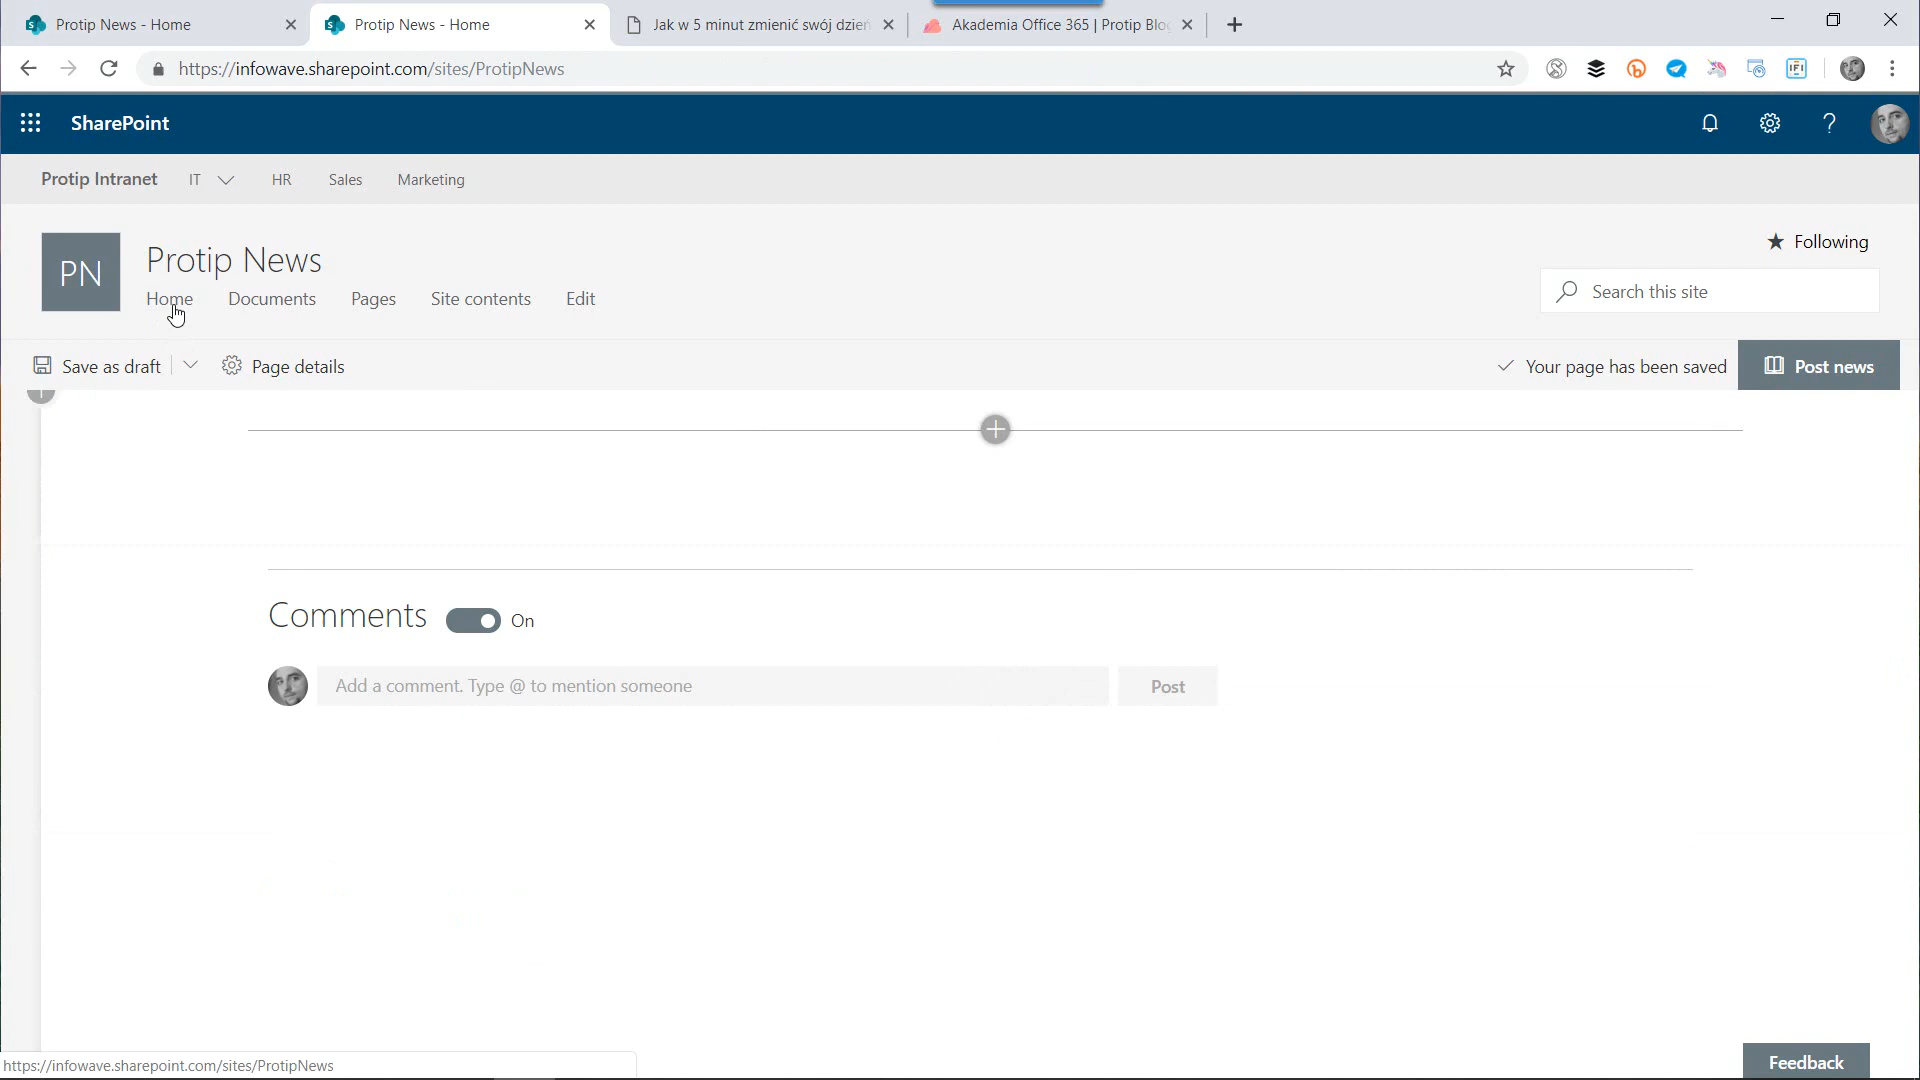 Protip News - Home
Protip News - Home
Jak w 5 minut zmienić swój dzień
Akademia Office 365 | Protip Blo
https://infowave.sharepoint.com/sites/ProtipNews
SharePoint
Protip Intranet IT HR Sales Marketing
PN
Protip News
Following
Home Documents Pages Site contents Edit
Search this site
Save as draft Page details
Your page has been saved
Post news
Comments On
Add a comment. Type @ to mention someone
Post
https://infowave.sharepoint.com/sites/ProtipNews
Feedback